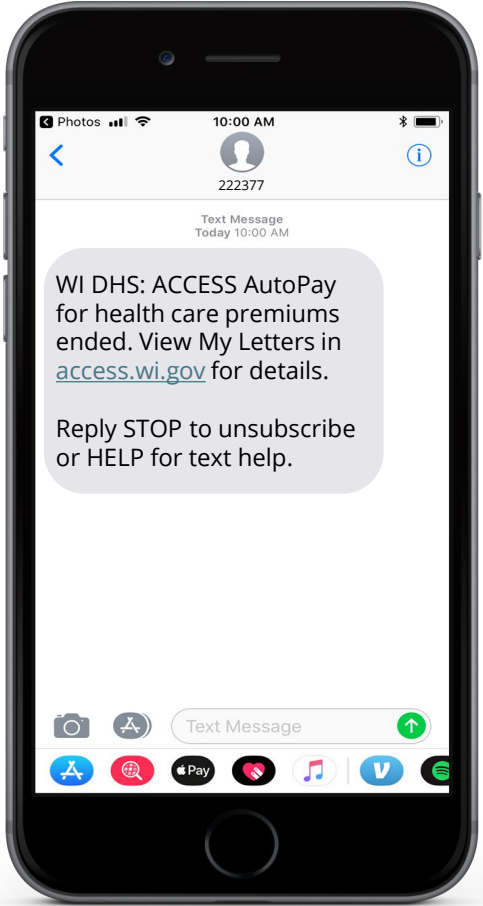 Photos 10:00 AM
222377
Text Message
Today 10:00 AM
WI DHS: ACCESS AutoPay
for health care premiums
ended. View My Letters in
access.wi.gov for details.
Reply STOP to unsubscribe
or HELP for text help.
Text Message
Pay